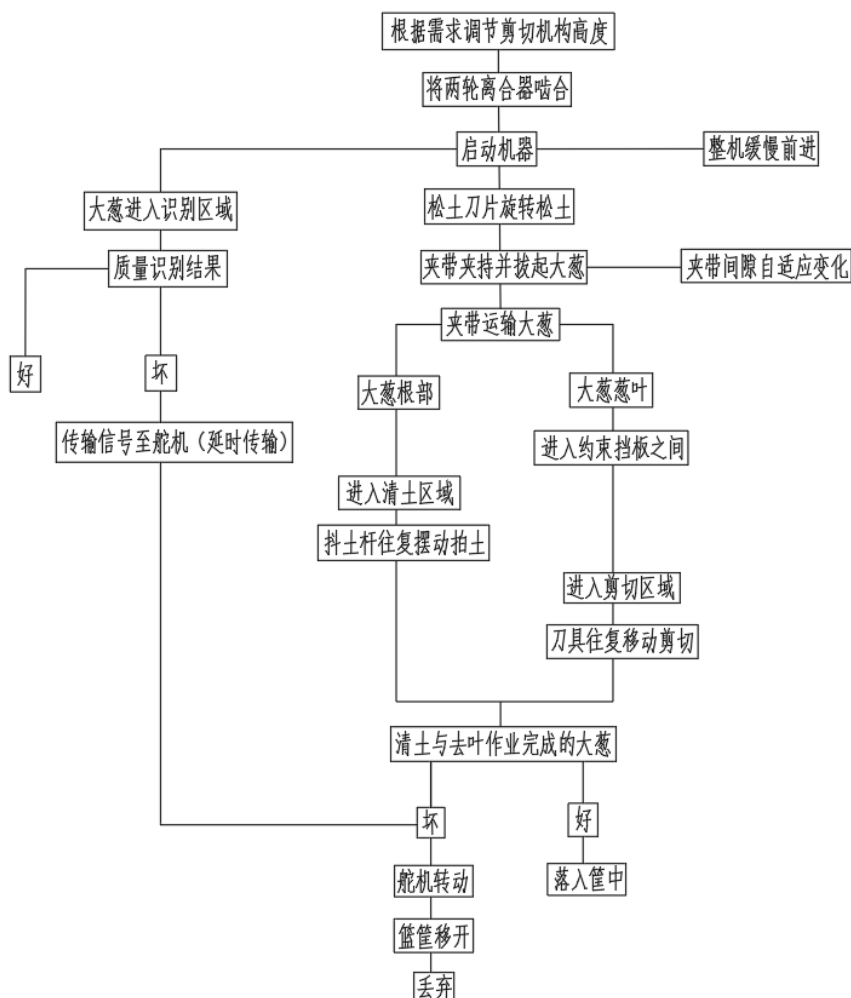 根据需求调节剪切机构高度
将两轮离合器啮合
启动机器
整机缓慢前进
大葱进入识别区域
松土刀片旋转松土
质量识别结果
夹带夹持并拔起大葱
夹带间隙自适应变化
夹带运输大葱
好
坏
大葱根部
大葱葱叶
传输信号至舵机（延时传输）
进入约束挡板之间
进入清土区域
抖土杆往复摆动拍土
进入剪切区域
刀具往复移动剪切
清土与去叶作业完成的大葱
坏
好
舵机转动
落入筐中
篮筐移开
丢弃